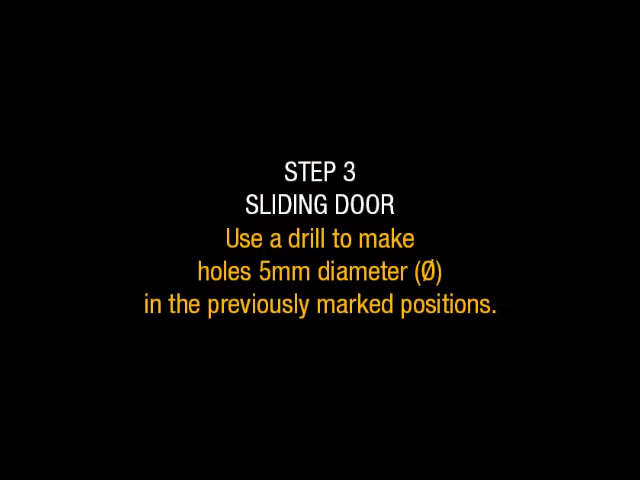 STEP 3
SLIDING DOOR
Use a drill to make
holes 5mm diameter (Ø)
in the previously marked positions.